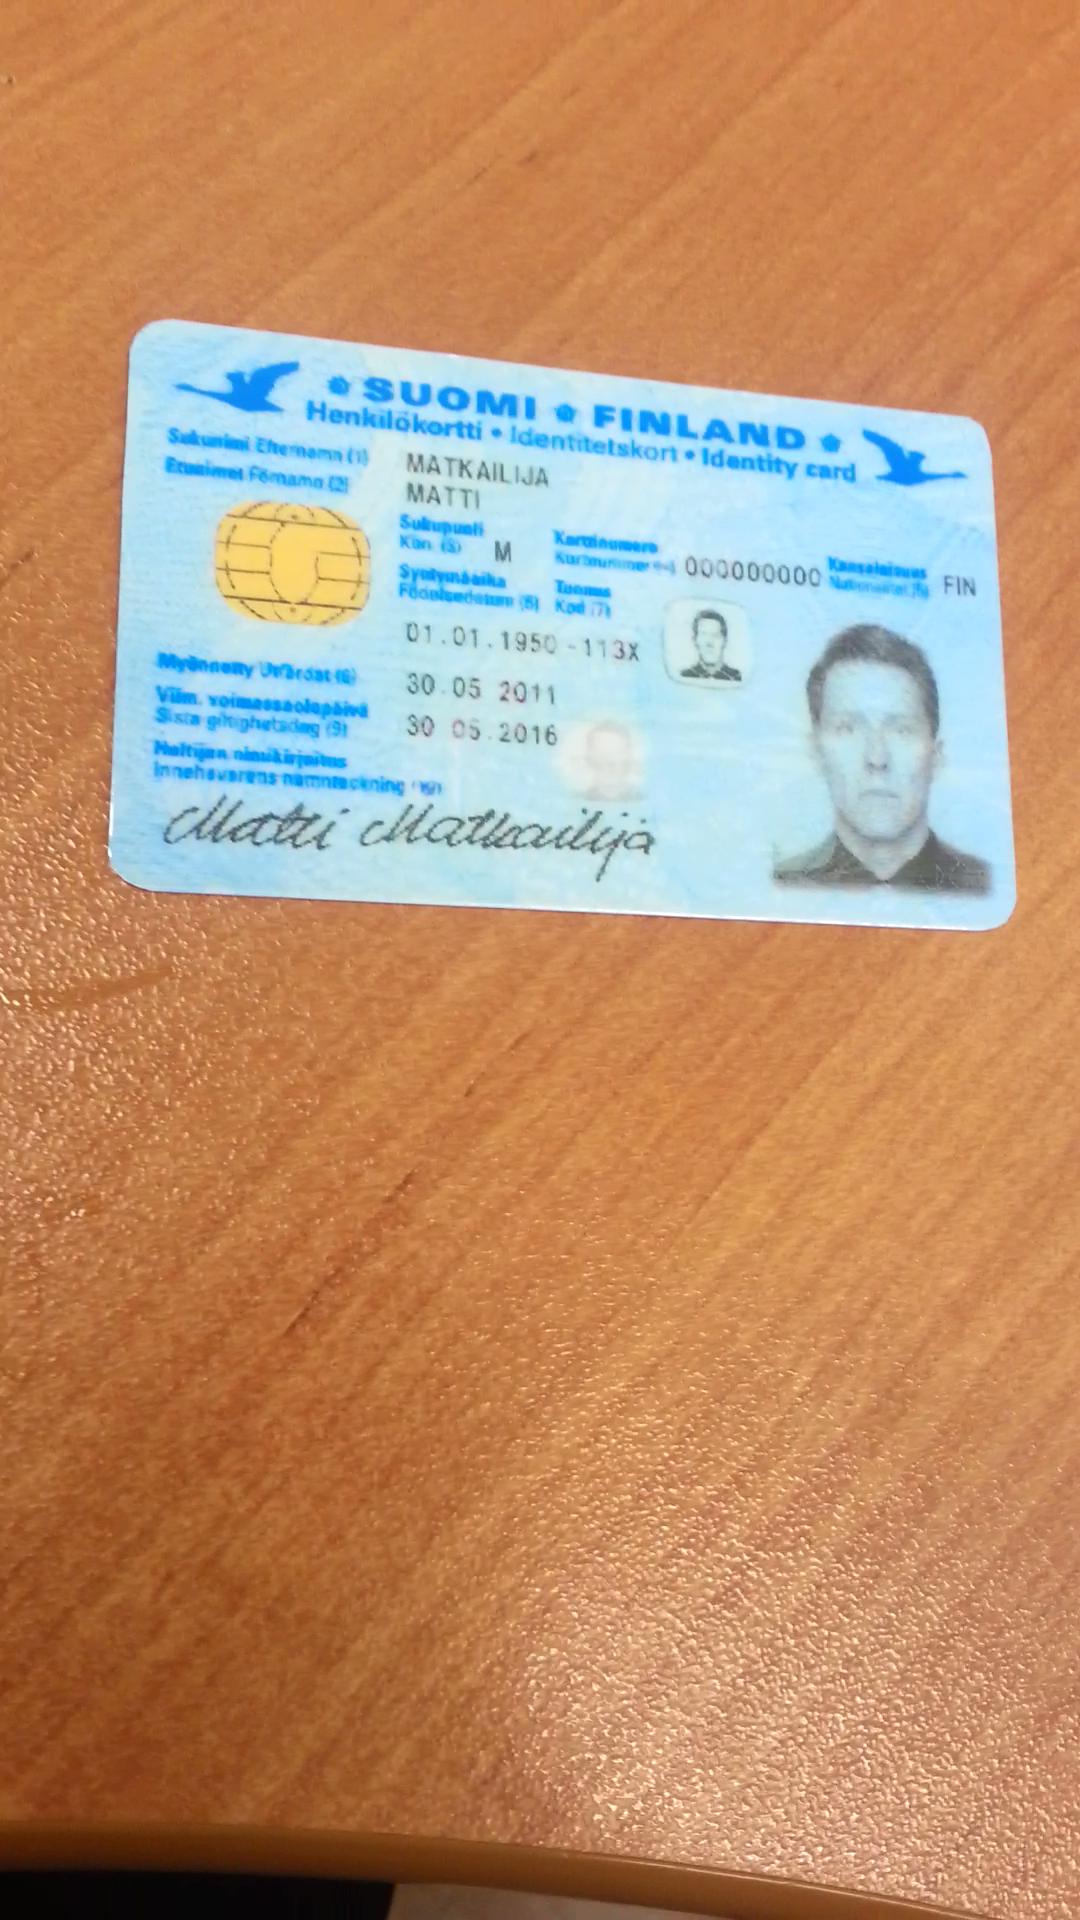 SUOMI FINLAND
Henkilökortti • Identitetskort • Identity card
Sukunimi Efternamn (1) MATKAILIJA
Etunimet Förnamn (2) MATTI
Sukupuoli
Kön (3) M
Korttinumero
Kortnummer 000000000
Kansalaisuus
Nationalitet (5) FIN
Syntymäaika
Födelsedatum (6)
Tunnus
Kod (7)
01.01.1950 -113X
Myönnetty Utfärdat (8) 30.05 2011
Viim. voimassaolopäivä
Sista giltighetsdag (9) 30 05.2016
Haltijan nimikirjoitus
Innehavarens namnteckning (10)
Matti Matkailija